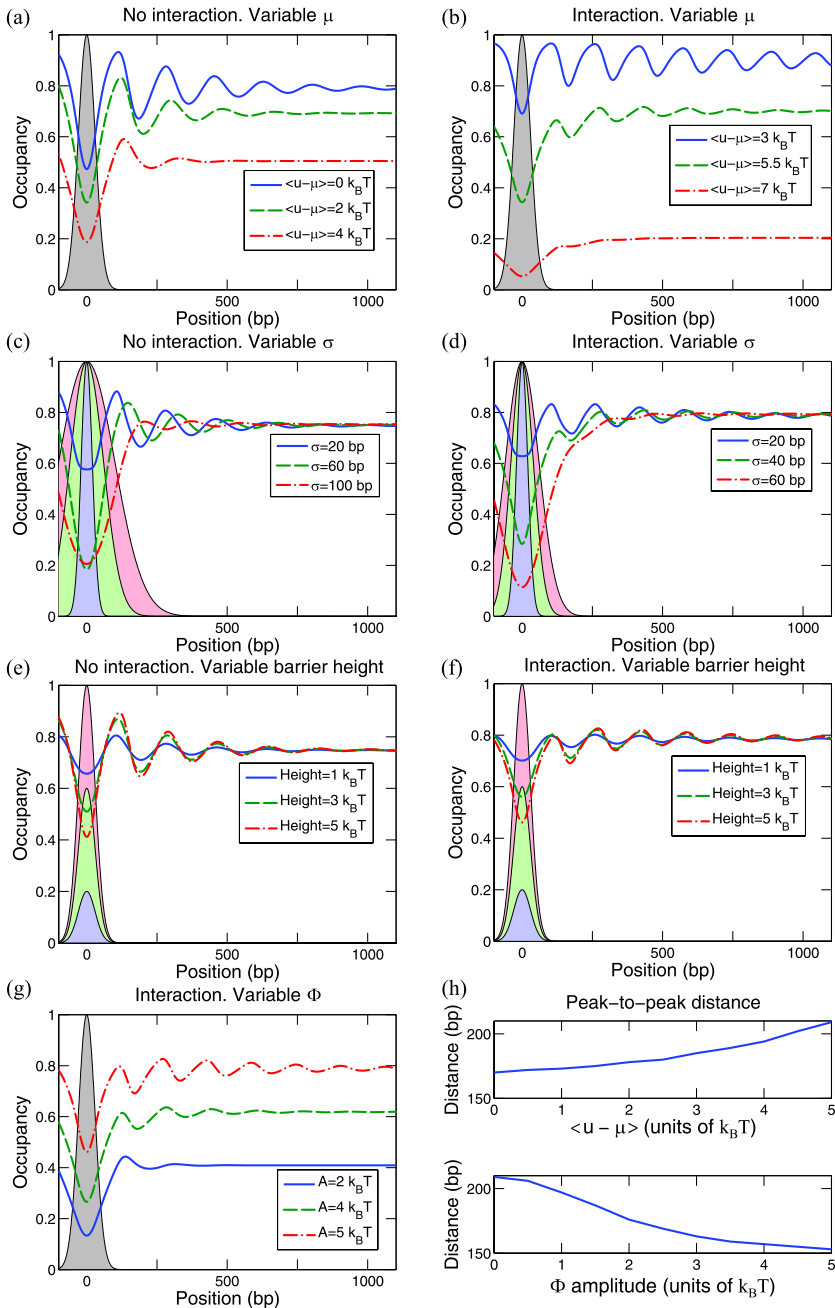 (a)
No interaction. Variable μ
1
0.8
0.6
0.4
0.2
0
Occupancy
<u−μ>=0 k_BT
<u−μ>=2 k_BT
<u−μ>=4 k_BT
0
500
1000
Position (bp)
(b)
Interaction. Variable μ
1
0.8
0.6
0.4
0.2
0
Occupancy
<u−μ>=3 k_BT
<u−μ>=5.5 k_BT
<u−μ>=7 k_BT
0
500
1000
Position (bp)
(c)
No interaction. Variable σ
1
0.8
0.6
0.4
0.2
0
Occupancy
σ=20 bp
σ=60 bp
σ=100 bp
0
500
1000
Position (bp)
(d)
Interaction. Variable σ
1
0.8
0.6
0.4
0.2
0
Occupancy
σ=20 bp
σ=40 bp
σ=60 bp
0
500
1000
Position (bp)
(e)
No interaction. Variable barrier height
1
0.8
0.6
0.4
0.2
0
Occupancy
Height=1 k_BT
Height=3 k_BT
Height=5 k_BT
0
500
1000
Position (bp)
(f)
Interaction. Variable barrier height
1
0.8
0.6
0.4
0.2
0
Occupancy
Height=1 k_BT
Height=3 k_BT
Height=5 k_BT
0
500
1000
Position (bp)
(g)
Interaction. Variable Φ
1
0.8
0.6
0.4
0.2
0
Occupancy
A=2 k_BT
A=4 k_BT
A=5 k_BT
0
500
1000
Position (bp)
(h)
Peak−to−peak distance
200
150
Distance (bp)
0
1
2
3
4
5
<u − μ> (units of k_BT)
200
150
Distance (bp)
0
1
2
3
4
5
Φ amplitude (units of k_BT)